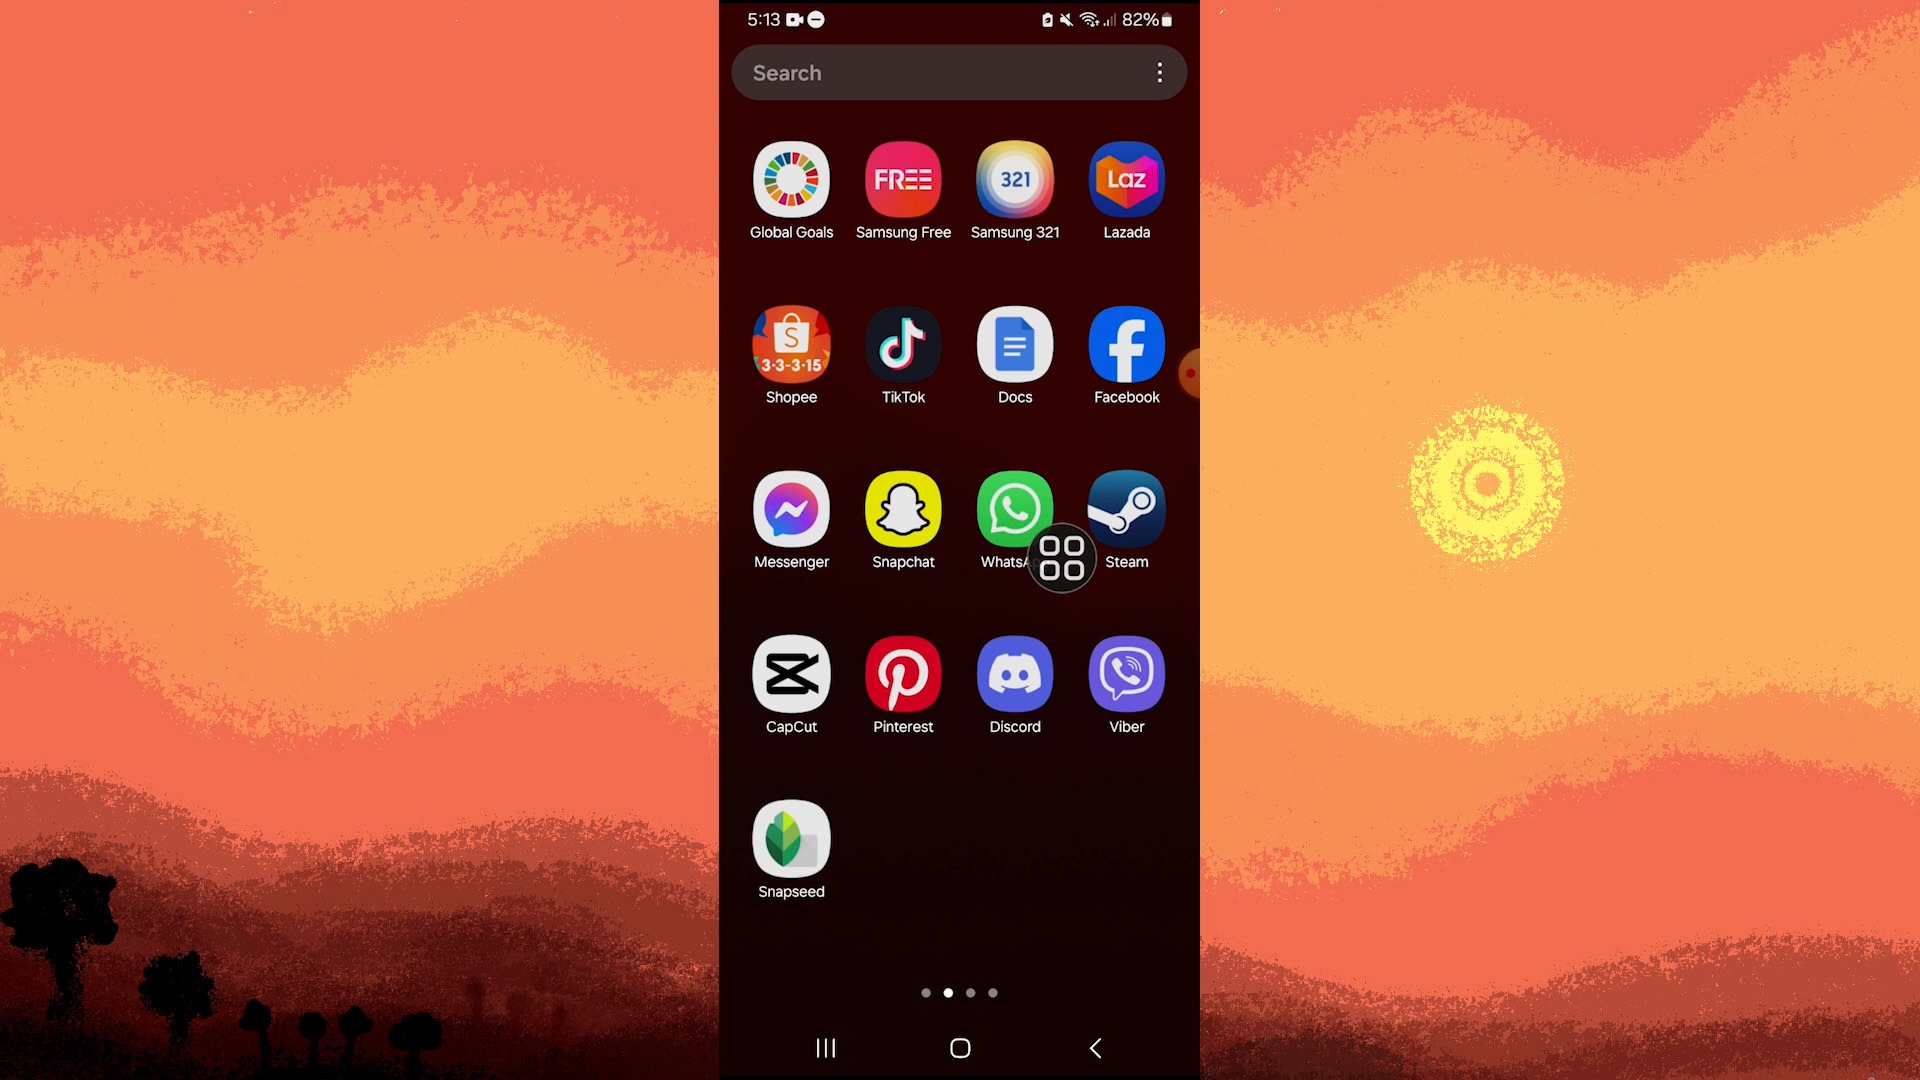 5:13 82%
Search
FREE 321 Laz
Global Goals Samsung Free Samsung 321 Lazada
S
3-3-3-15
Shopee TikTok Docs Facebook
Messenger Snapchat Steam
CapCut Pinterest Discord Viber
Snapseed